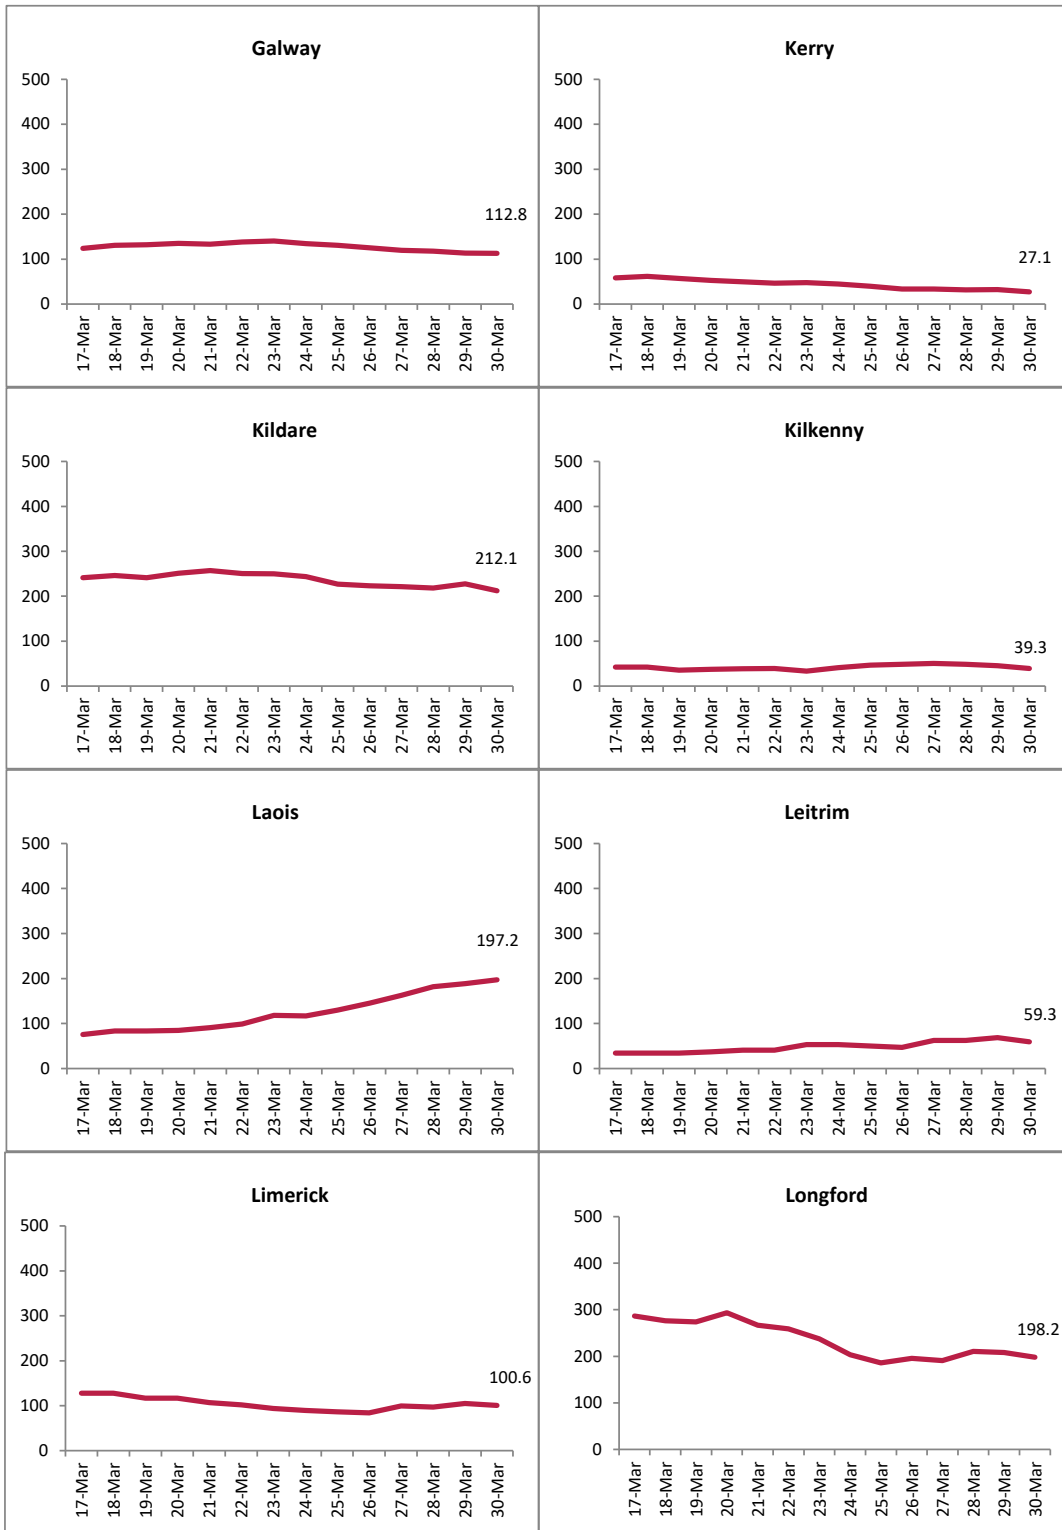 Galway
500
400
300
200
100
0
112.8
17-Mar
18-Mar
19-Mar
20-Mar
21-Mar
22-Mar
23-Mar
24-Mar
25-Mar
26-Mar
27-Mar
28-Mar
29-Mar
30-Mar
Kerry
500
400
300
200
100
0
27.1
17-Mar
18-Mar
19-Mar
20-Mar
21-Mar
22-Mar
23-Mar
24-Mar
25-Mar
26-Mar
27-Mar
28-Mar
29-Mar
30-Mar
Kildare
500
400
300
200
100
0
212.1
17-Mar
18-Mar
19-Mar
20-Mar
21-Mar
22-Mar
23-Mar
24-Mar
25-Mar
26-Mar
27-Mar
28-Mar
29-Mar
30-Mar
Kilkenny
500
400
300
200
100
0
39.3
17-Mar
18-Mar
19-Mar
20-Mar
21-Mar
22-Mar
23-Mar
24-Mar
25-Mar
26-Mar
27-Mar
28-Mar
29-Mar
30-Mar
Laois
500
400
300
200
100
0
197.2
17-Mar
18-Mar
19-Mar
20-Mar
21-Mar
22-Mar
23-Mar
24-Mar
25-Mar
26-Mar
27-Mar
28-Mar
29-Mar
30-Mar
Leitrim
500
400
300
200
100
0
59.3
17-Mar
18-Mar
19-Mar
20-Mar
21-Mar
22-Mar
23-Mar
24-Mar
25-Mar
26-Mar
27-Mar
28-Mar
29-Mar
30-Mar
Limerick
500
400
300
200
100
0
100.6
17-Mar
18-Mar
19-Mar
20-Mar
21-Mar
22-Mar
23-Mar
24-Mar
25-Mar
26-Mar
27-Mar
28-Mar
29-Mar
30-Mar
Longford
500
400
300
200
100
0
198.2
17-Mar
18-Mar
19-Mar
20-Mar
21-Mar
22-Mar
23-Mar
24-Mar
25-Mar
26-Mar
27-Mar
28-Mar
29-Mar
30-Mar